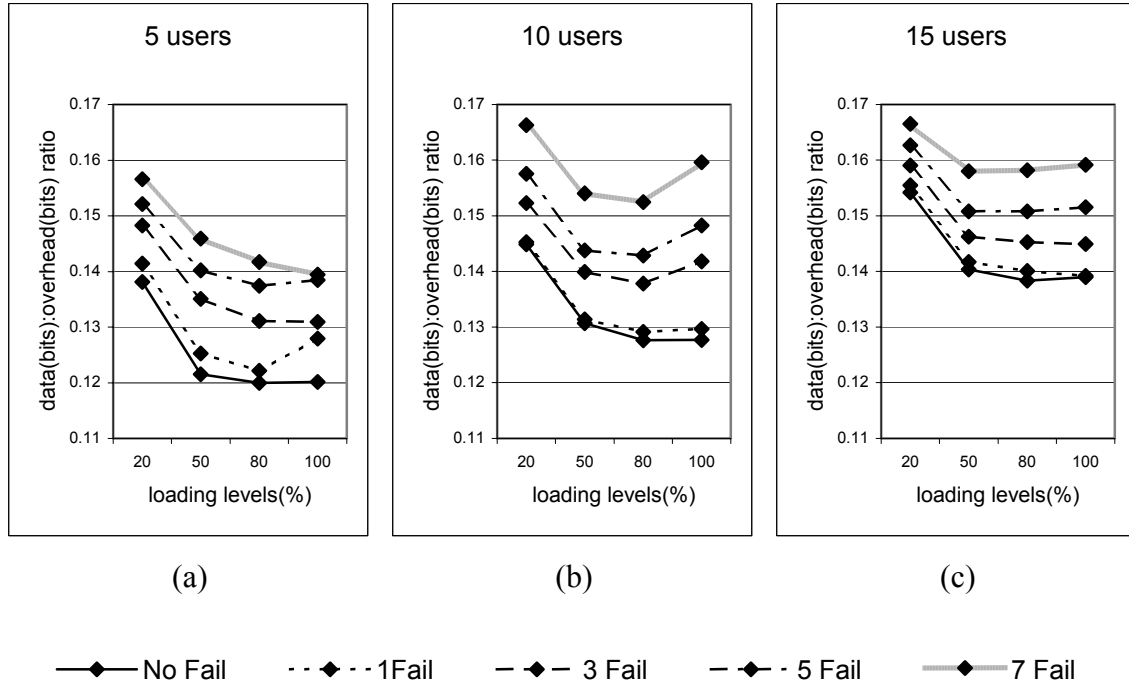 5 users
0.17
0.16
0.15
0.14
0.13
0.12
0.11
data(bits):overhead(bits) ratio
20 50 80 100
loading levels(%)
(a)
10 users
0.17
0.16
0.15
0.14
0.13
0.12
0.11
data(bits):overhead(bits) ratio
20 50 80 100
loading levels(%)
(b)
15 users
0.17
0.16
0.15
0.14
0.13
0.12
0.11
data(bits):overhead(bits) ratio
20 50 80 100
loading levels(%)
(c)
No Fail 1Fail 3 Fail 5 Fail 7 Fail